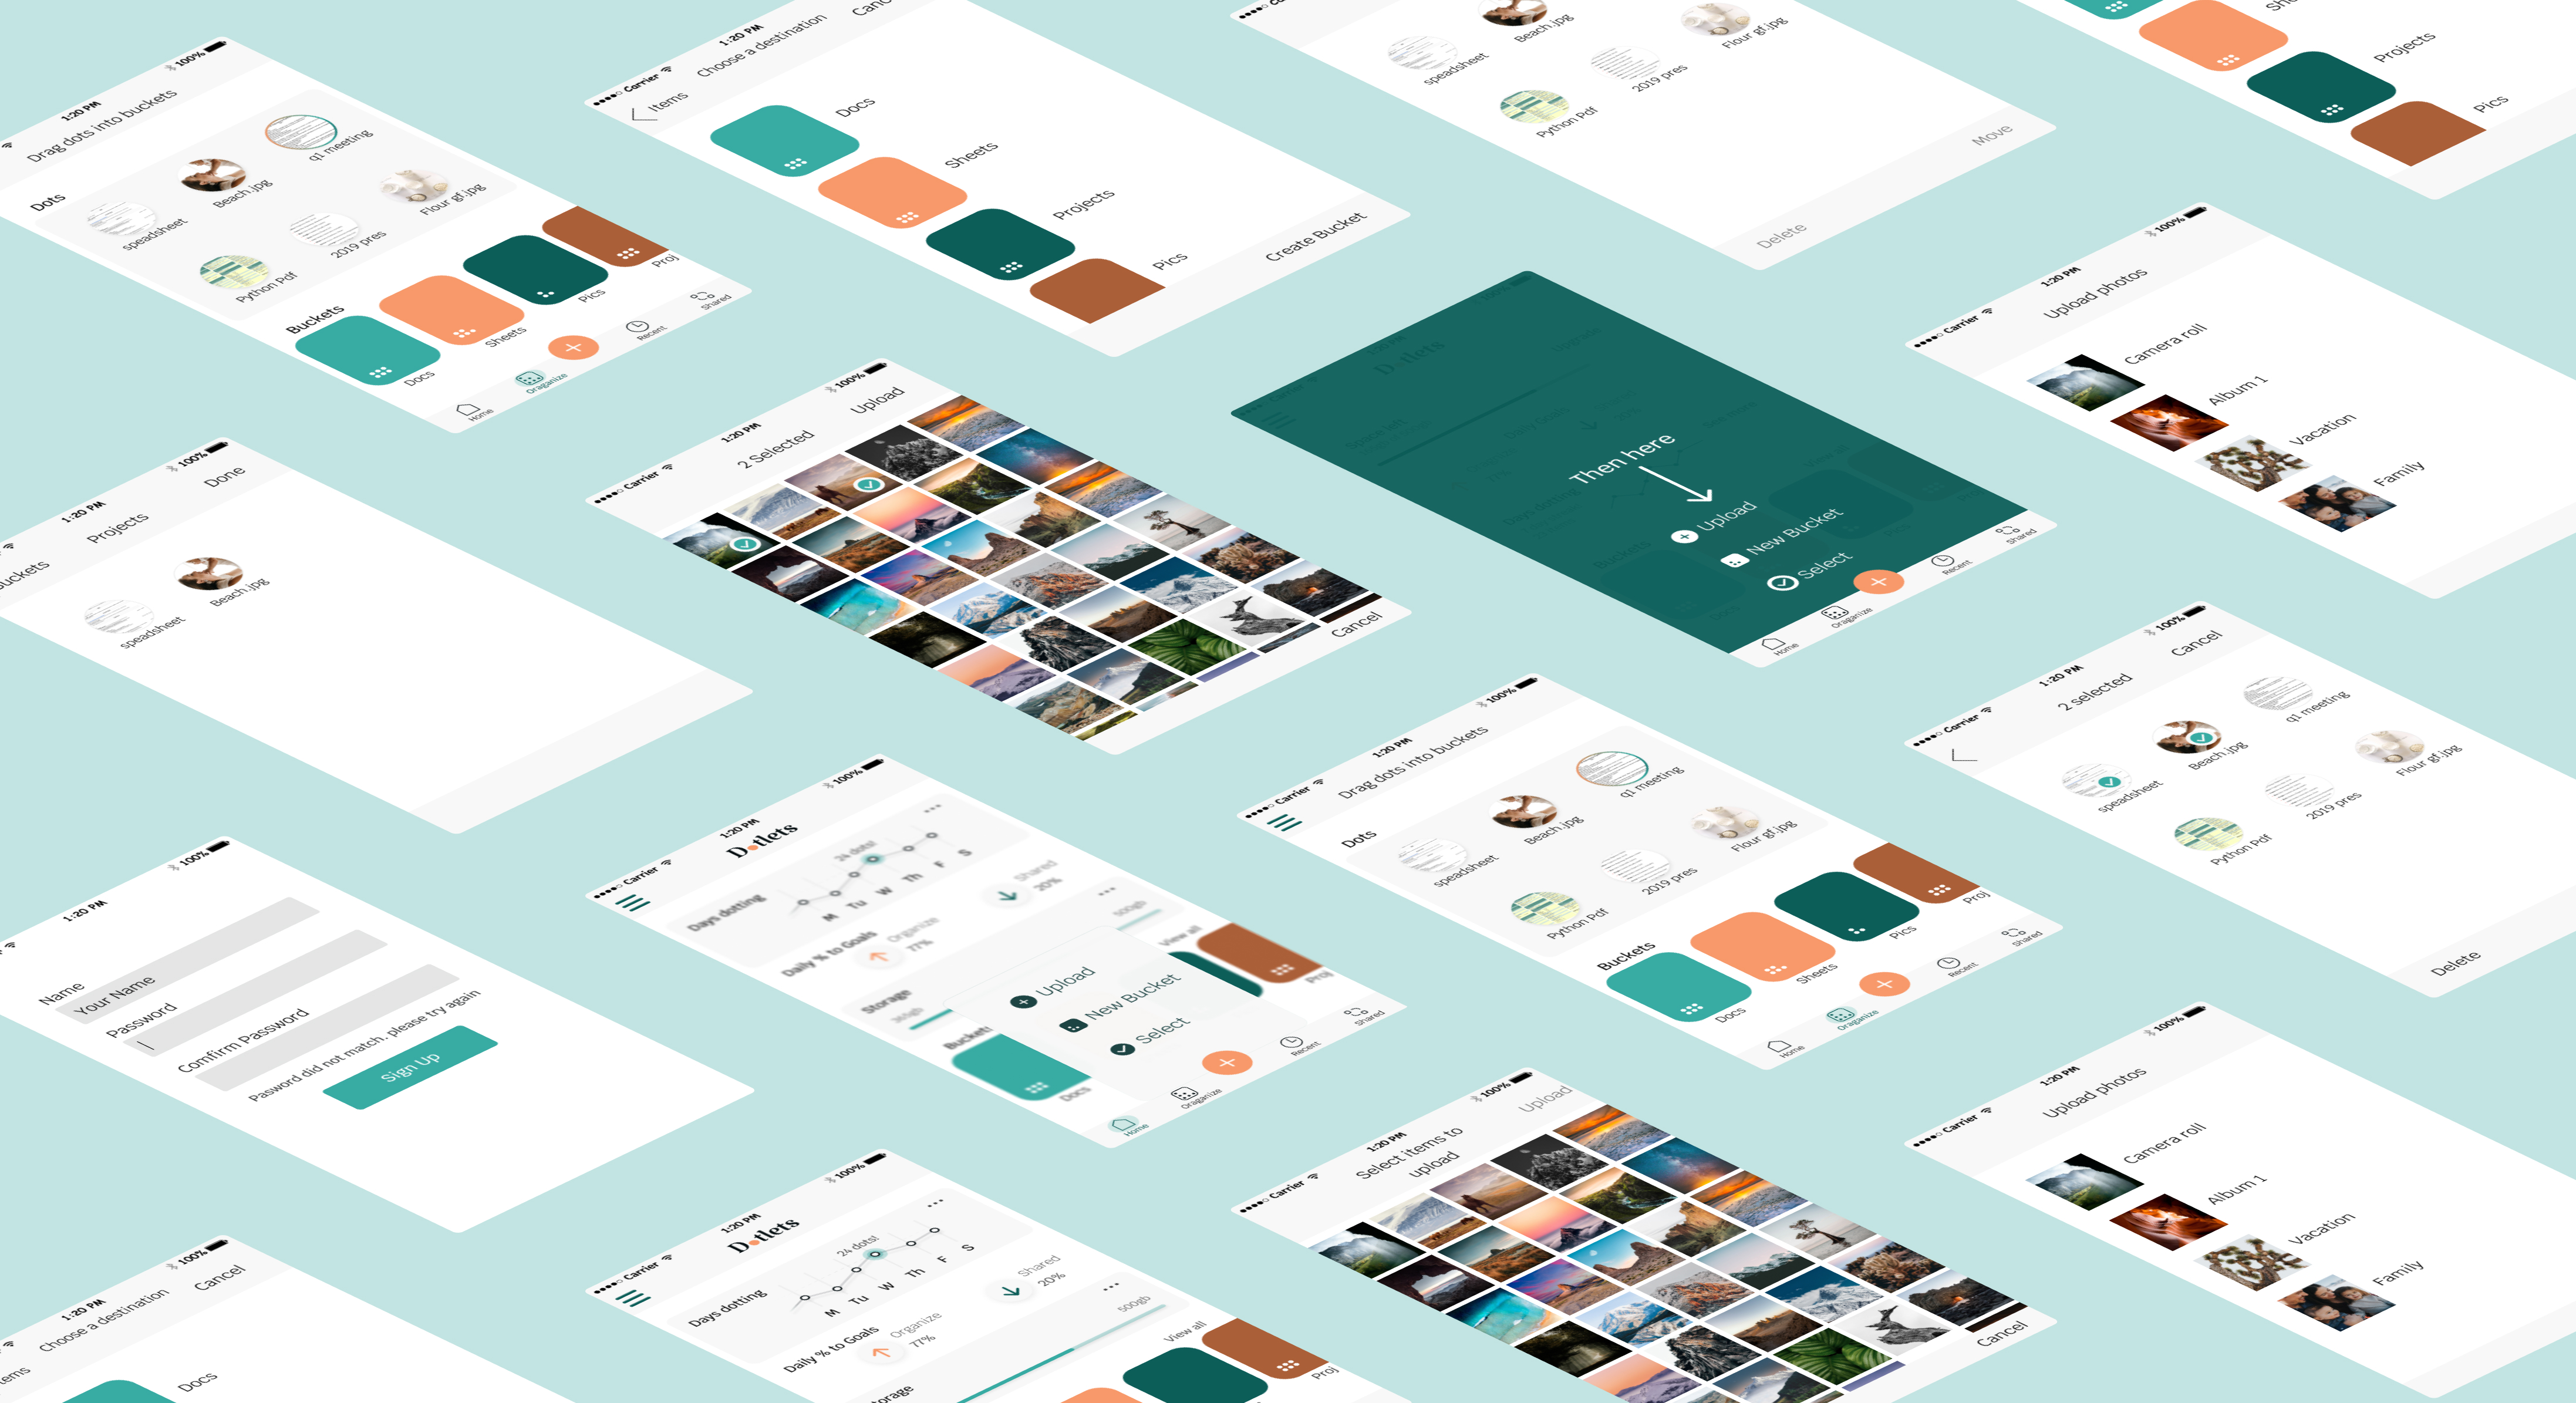 100%
1:20 PM
Drag dots into buckets
Dots
speadsheet
Beach.jpg
q1 meeting
Python Pdf
2019 pres
Flour gf.jpg
Buckets
Docs
Sheets
Pics
Proj
Home
Oraganize
Recent
Shared
Carrier
1:20 PM
Items
Choose a destination
Docs
Sheets
Projects
Pics
Create Bucket
speadsheet
Beach.jpg
Python Pdf
2019 pres
Flour gf.jpg
Delete
Move
Projects
Pics
100%
1:20 PM
Projects
Done
speadsheet
Beach.jpg
Carrier
1:20 PM
100%
2 Selected
Upload
Cancel
Then here
Upload
New Bucket
Select
Home
Oraganize
Recent
Shared
Carrier
1:20 PM
100%
Upload photos
Camera roll
Album 1
Vacation
Family
100%
1:20 PM
Name
Your Name
Password
Comfirm Password
Pasword did not match, please try again
Sign Up
Carrier
1:20 PM
100%
Dotlets
Days dotting
24 dots!
M
Tu
W
Th
F
S
Daily % to Goals
Organize
77%
Shared
20%
Storage
500gb
Buckets
View all
Docs
Proj
Upload
New Bucket
Select
Home
Oraganize
Recent
Shared
Carrier
1:20 PM
100%
Drag dots into buckets
Dots
speadsheet
Beach.jpg
q1 meeting
Python Pdf
2019 pres
Flour gf.jpg
Buckets
Docs
Sheets
Pics
Proj
Home
Oraganize
Recent
Shared
Carrier
1:20 PM
100%
2 selected
Cancel
speadsheet
Beach.jpg
q1 meeting
Python Pdf
2019 pres
Flour gf.jpg
Delete
100%
1:20 PM
Choose a destination
Cancel
Docs
Carrier
1:20 PM
100%
Dotlets
Days dotting
24 dots!
M
Tu
W
Th
F
S
Daily % to Goals
Organize
77%
Shared
20%
500gb
View all
Proj
Carrier
1:20 PM
100%
Select items to
upload
Upload
Cancel
Carrier
1:20 PM
100%
Upload photos
Camera roll
Album 1
Vacation
Family